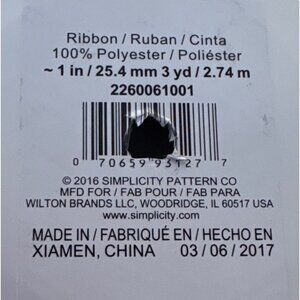 Ribbon / Ruban / Cinta
100% Polyester / Poliéster
~ 1 in / 25.4 mm 3 yd / 2.74 m
2260061001
0 70659 93127 7
© 2016 SIMPLICITY PATTERN CO
MFD FOR / FAB POUR / FAB PARA
WILTON BRANDS LLC, WOODRIDGE, IL 60517 USA
www.simplicity.com
MADE IN / FABRIQUÉ EN / HECHO EN
XIAMEN, CHINA 03 / 06 / 2017